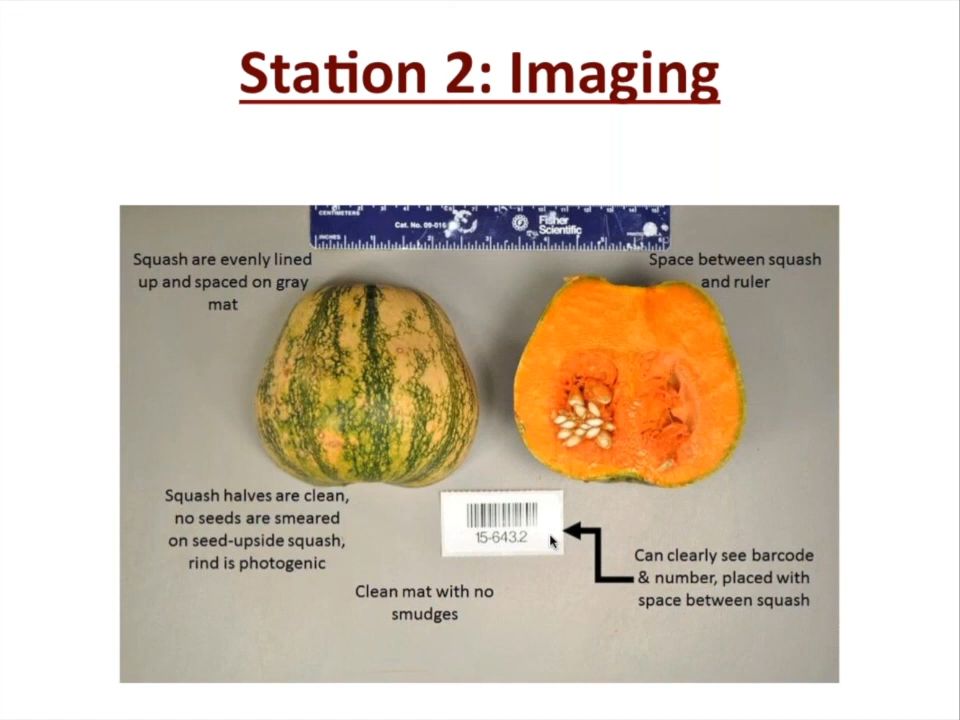 Station 2: Imaging
CENTIMETERS
Cat. No. 09-016
Fisher
Scientific
INCHES
Squash are evenly lined
up and spaced on gray
mat
Space between squash
and ruler
Squash halves are clean,
no seeds are smeared
on seed-upside squash,
rind is photogenic
15-643.2
Can clearly see barcode
& number, placed with
space between squash
Clean mat with no
smudges